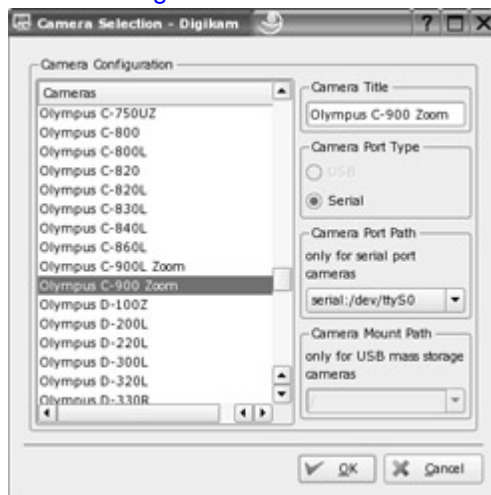 Camera Selection - Digikam
Camera Configuration
Cameras
Olympus C-750UZ
Olympus C-800
Olympus C-800L
Olympus C-820
Olympus C-820L
Olympus C-830L
Olympus C-840L
Olympus C-860L
Olympus C-900L Zoom
Olympus C-900 Zoom
Olympus D-100Z
Olympus D-200L
Olympus D-220L
Olympus D-300L
Olympus D-320L
Olympus D-330R
Camera Title
Olympus C-900 Zoom
Camera Port Type
USB
Serial
Camera Port Path
only for serial port
cameras
serial:/dev/ttyS0
Camera Mount Path
only for USB mass storage
cameras
/
OK
Cancel